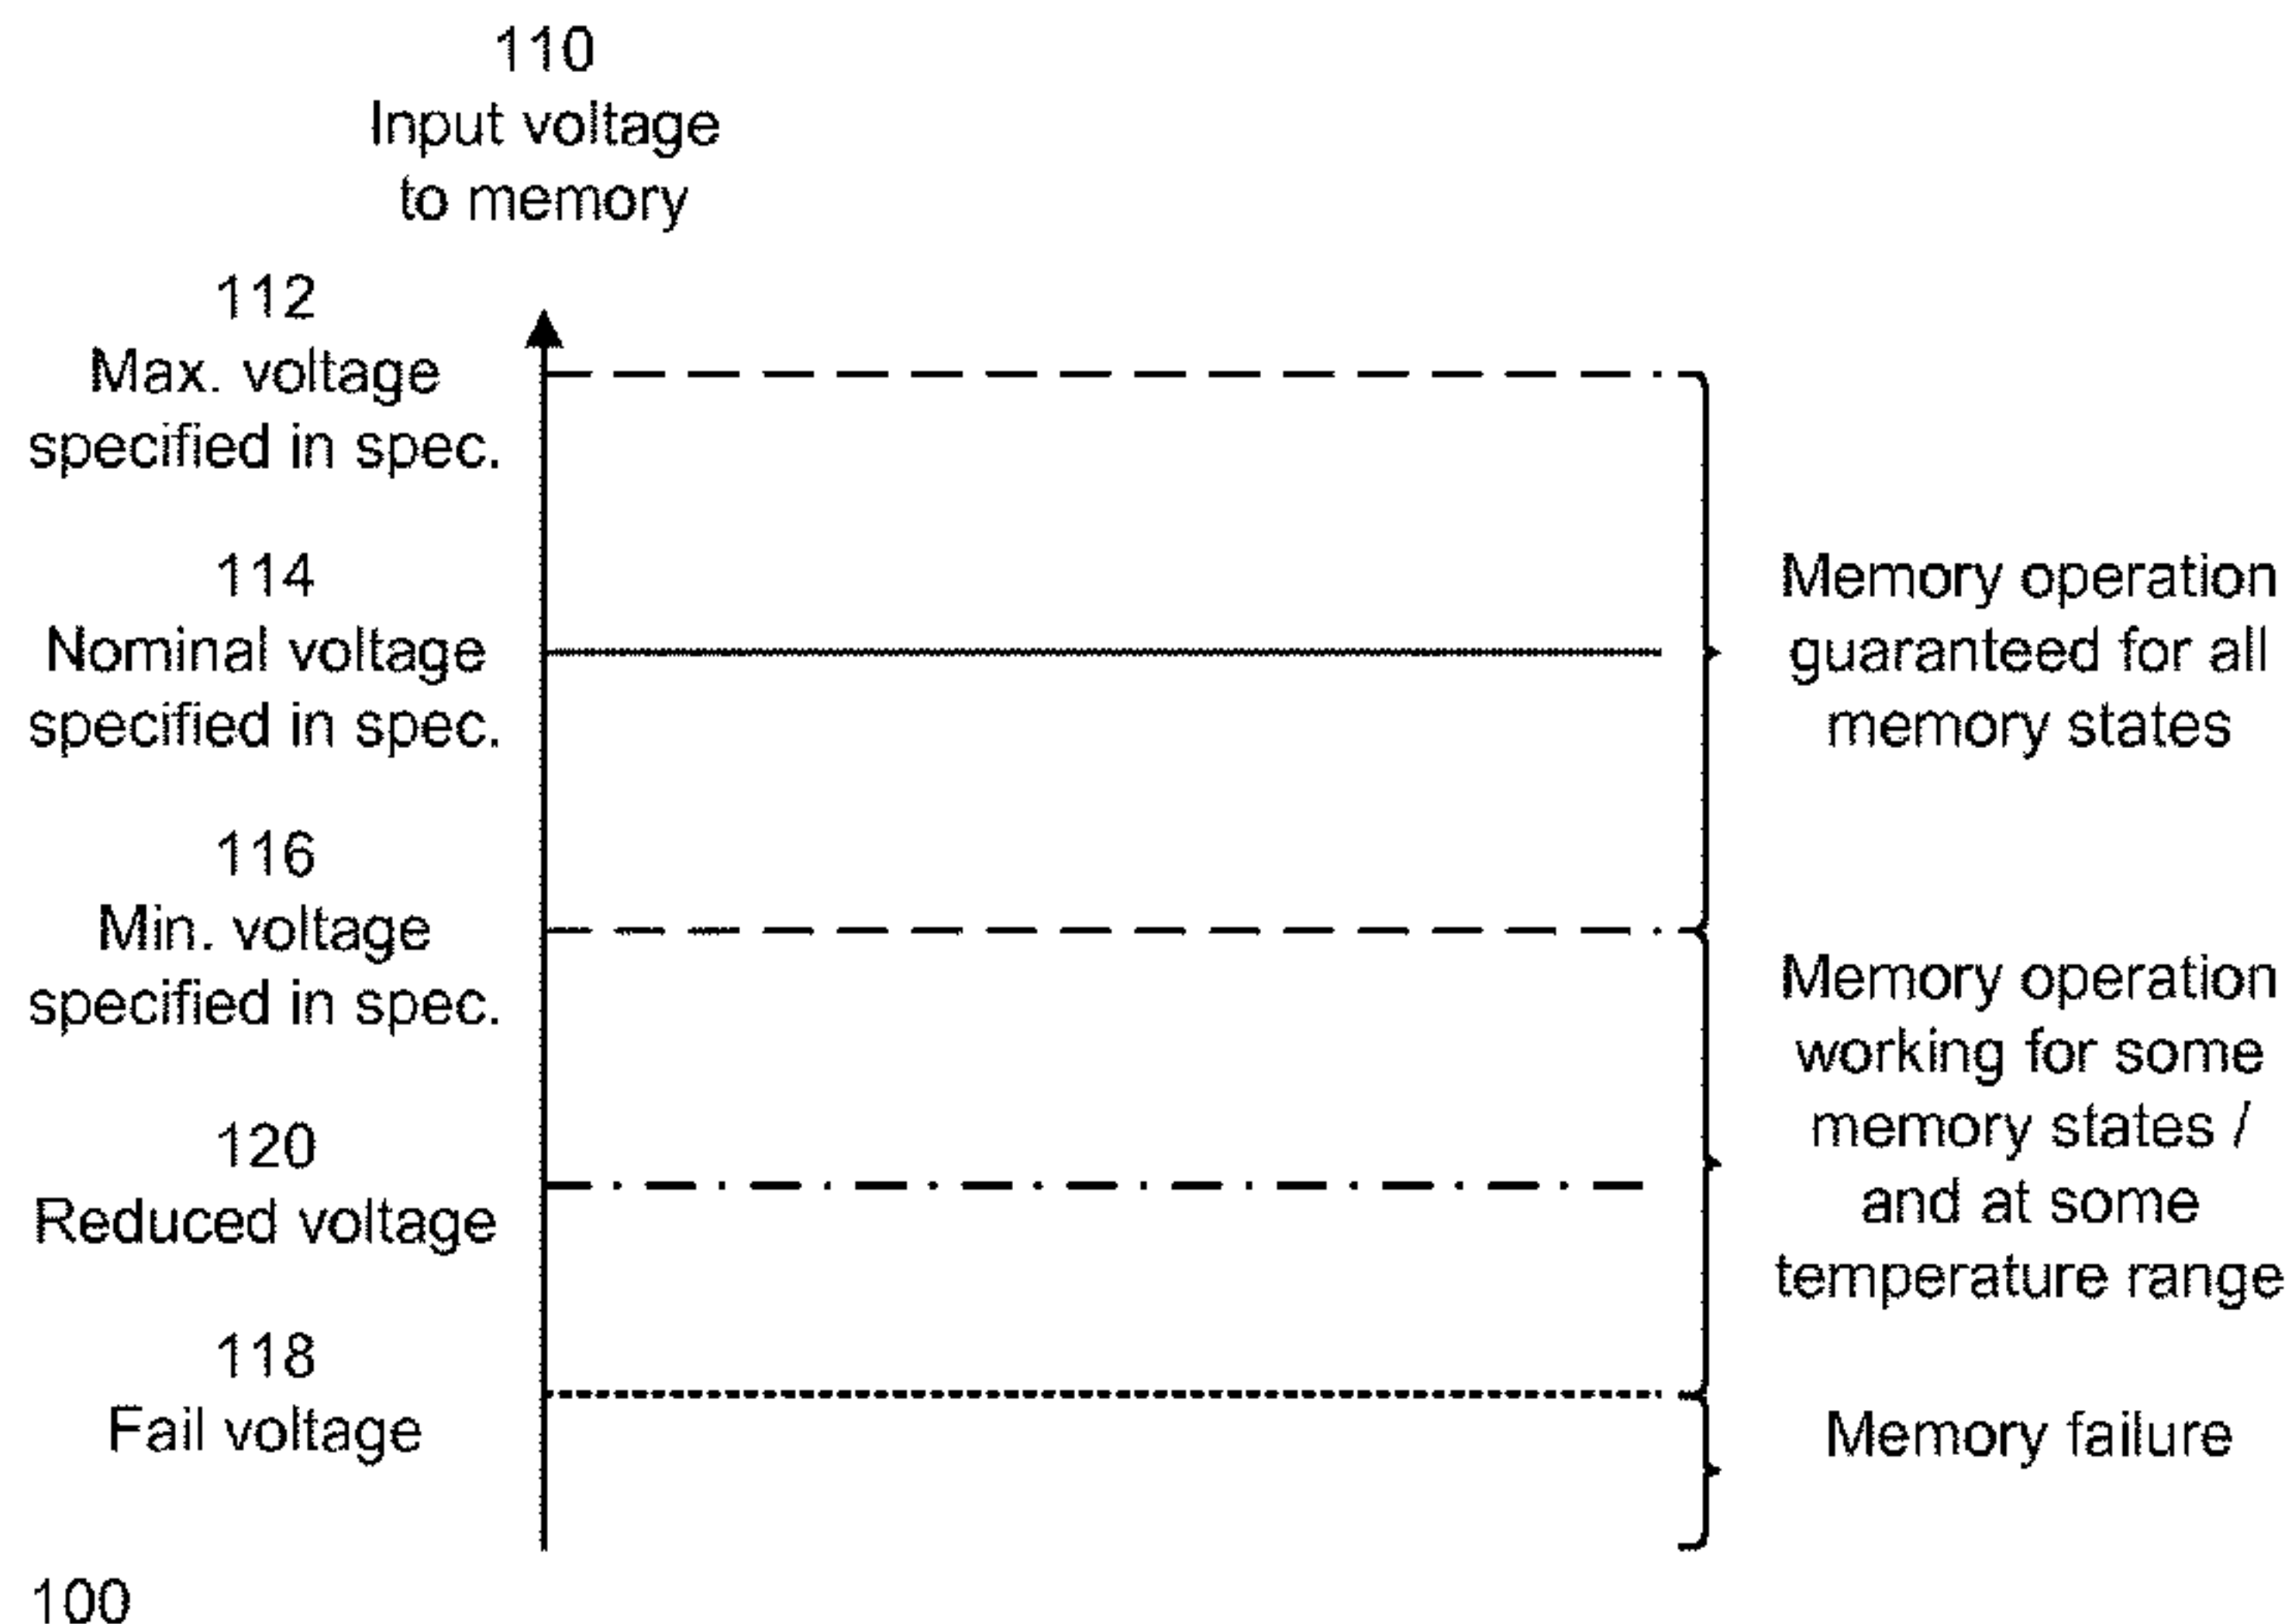 110
Input voltage
to memory
112
Max. voltage
specified in spec.
114
Nominal voltage
specified in spec.
Memory operation
guaranteed for all
memory states
116
Min. voltage
specified in spec.
Memory operation
working for some
memory states /
and at some
temperature range
120
Reduced voltage
118
Fail voltage
Memory failure
100